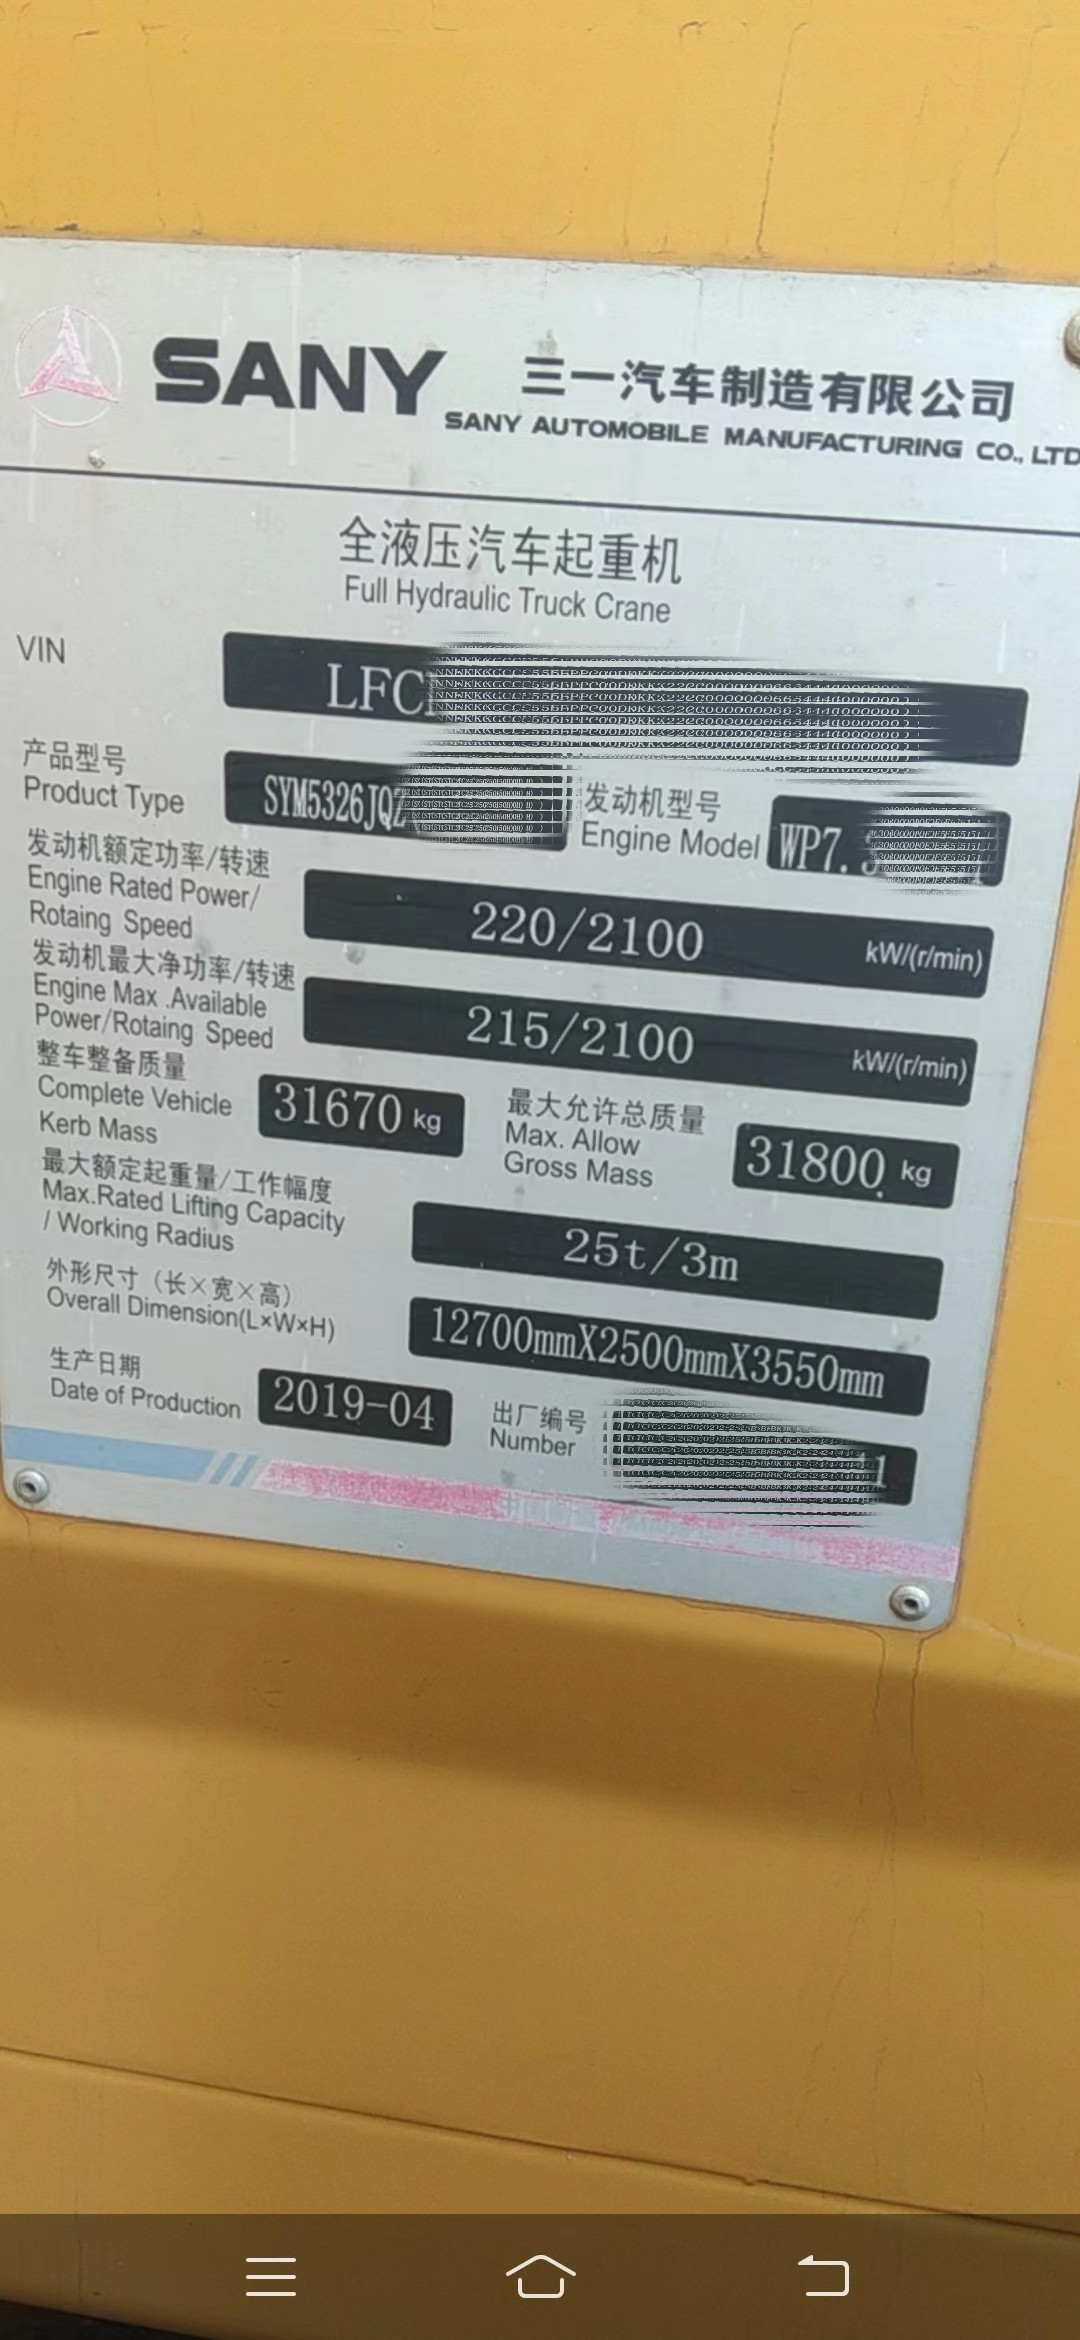 SANY 三一汽车制造有限公司
SANY AUTOMOBILE MANUFACTURING CO., LTD
全液压汽车起重机
Full Hydraulic Truck Crane
VIN LFC
产品型号
Product Type SYM5326JQZ
发动机型号
Engine Model WP7.
发动机额定功率/转速
Engine Rated Power/
Rotaing Speed
220/2100 kW/(r/min)
发动机最大净功率/转速
Engine Max .Available
Power/Rotaing Speed
215/2100 kW/(r/min)
整车整备质量
Complete Vehicle
Kerb Mass
31670 kg
最大允许总质量
Max. Allow
Gross Mass
31800 kg
最大额定起重量/工作幅度
Max.Rated Lifting Capacity
/ Working Radius
25t/3m
外形尺寸（长×宽×高）
Overall Dimension(L×W×H)
12700mmX2500mmX3550mm
生产日期
Date of Production
2019-04
出厂编号
Number